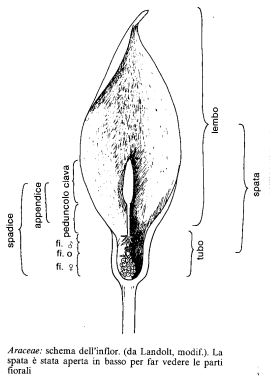 lembo
spata
tubo
spadice
appendice
peduncolo clava
fi. ♂
fi. o
fi. ♀
Araceae: schema dell'inflor. (da Landolt, modif.). La
spata è stata aperta in basso per far vedere le parti
fiorali